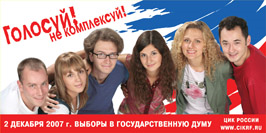 Голосуй!
не комплексуй!
2 ДЕКАБРЯ 2007 г. ВЫБОРЫ В ГОСУДАРСТВЕННУЮ ДУМУ
ЦИК РОССИИ
WWW.CIKRF.RU